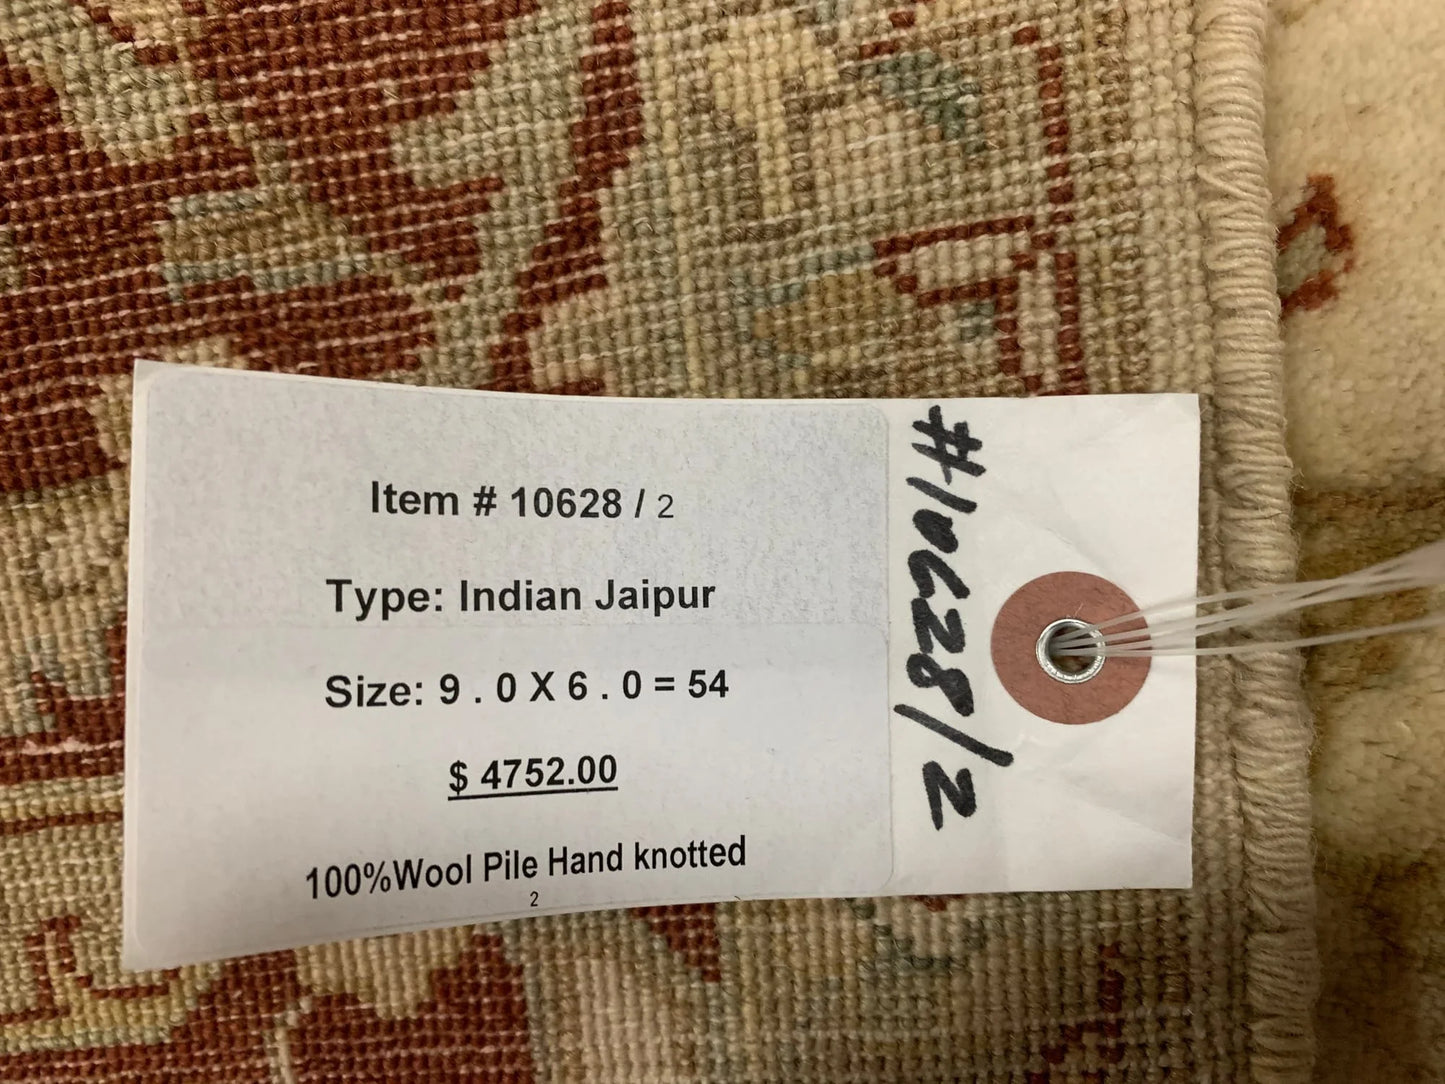 Item # 10628 / 2
Type: Indian Jaipur
Size: 9 . 0 X 6 . 0 = 54
$ 4752.00
100%Wool Pile Hand knotted
2
#10628/2